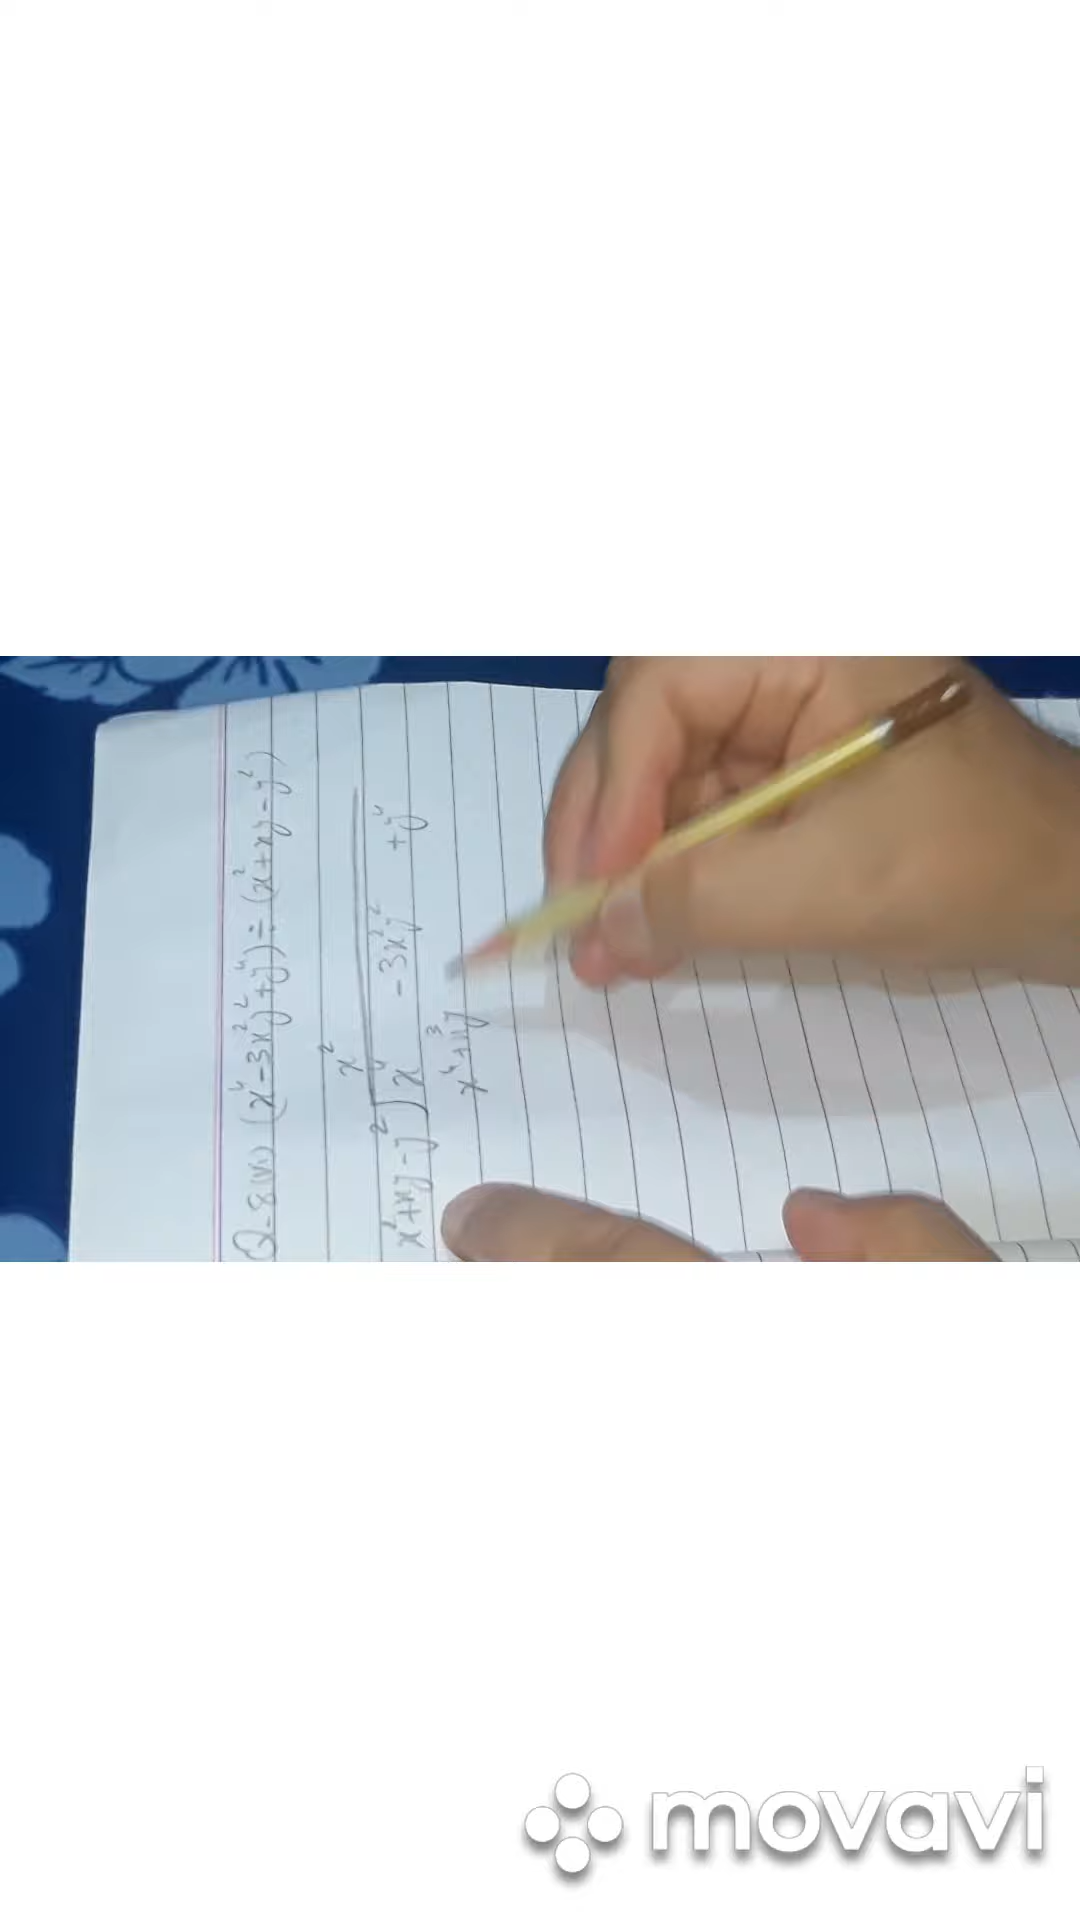 Q-8(vi) (x⁴-3x²y²+y⁴)÷(x²+xy-y²)
x²
x²+xy-y²)x⁴ -3x²y² +y⁴
x⁴+x³y
movavi